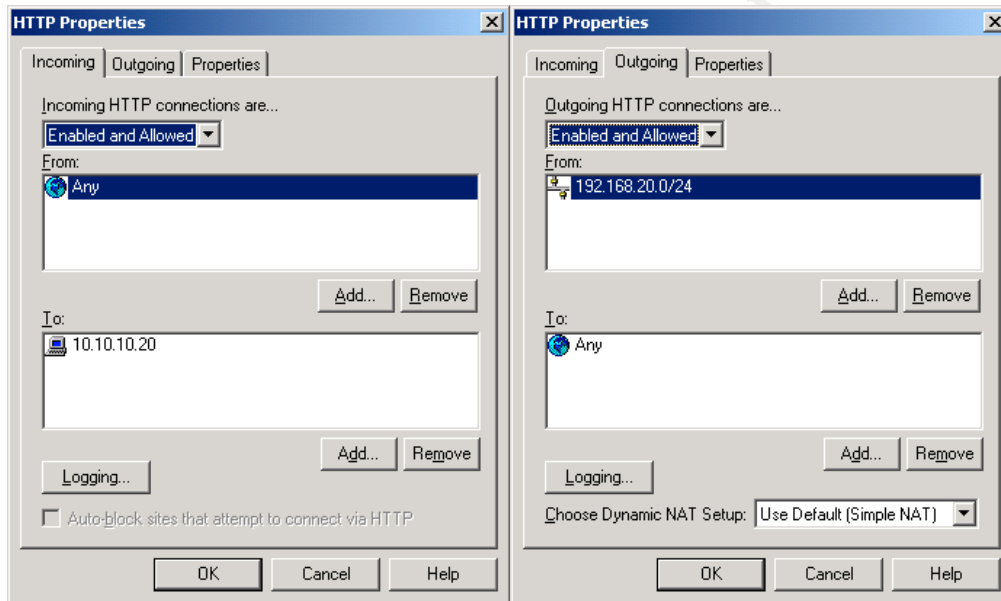 HTTP Properties
Incoming Outgoing Properties
Incoming HTTP connections are...
Enabled and Allowed
From:
Any
Add... Remove
To:
10.10.10.20
Add... Remove
Logging...
Auto-block sites that attempt to connect via HTTP
OK Cancel Help
HTTP Properties
Incoming Outgoing Properties
Outgoing HTTP connections are...
Enabled and Allowed
From:
192.168.20.0/24
Add... Remove
To:
Any
Add... Remove
Logging...
Choose Dynamic NAT Setup: Use Default (Simple NAT)
OK Cancel Help